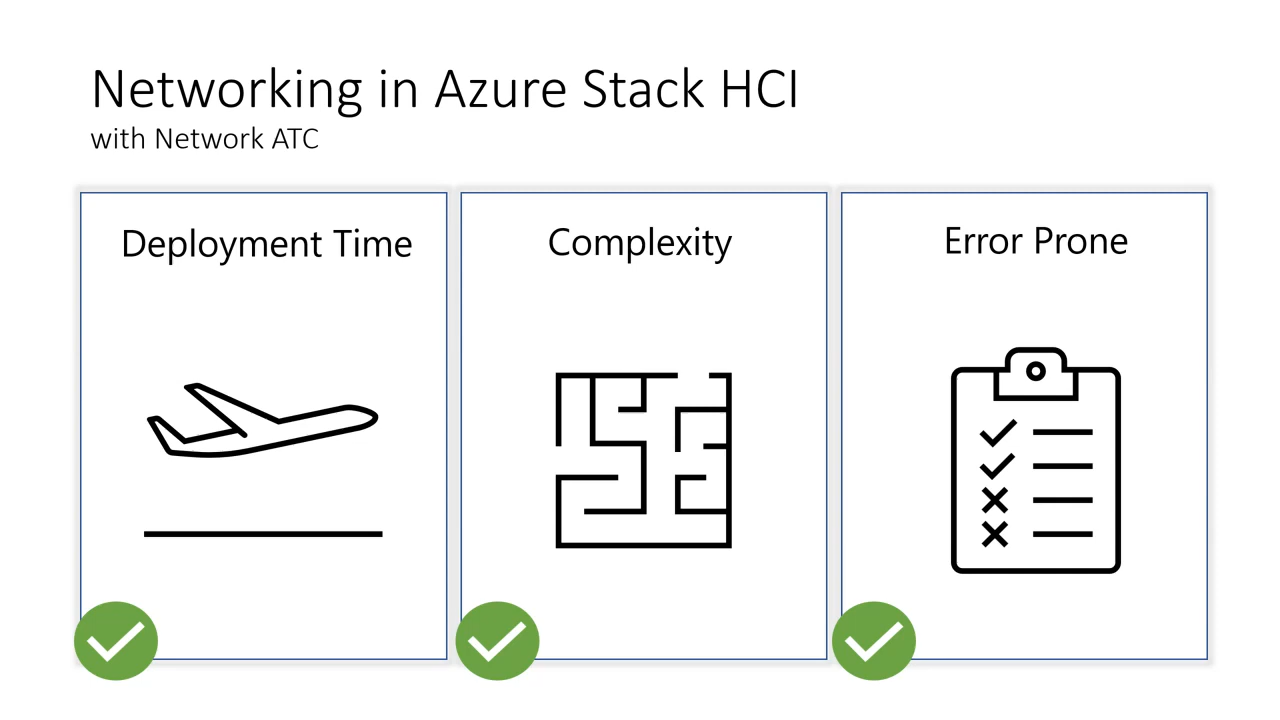 Networking in Azure Stack HCI
with Network ATC
Deployment Time
Complexity
Error Prone